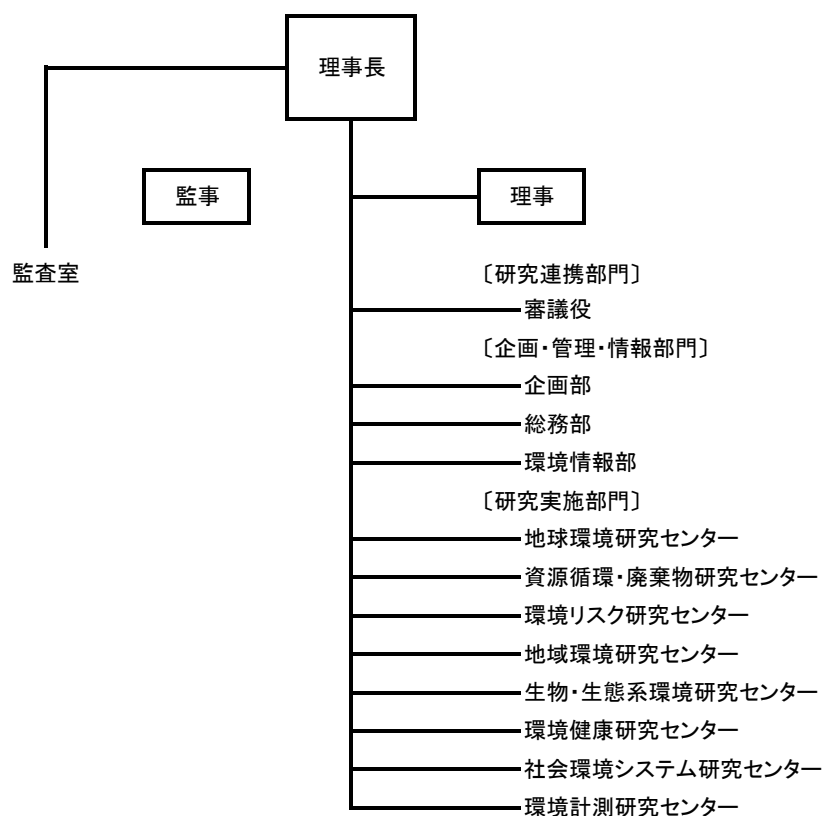 理事長
監事
理事
監査室
〔研究連携部門〕
審議役
〔企画・管理・情報部門〕
企画部
総務部
環境情報部
〔研究実施部門〕
地球環境研究センター
資源循環・廃棄物研究センター
環境リスク研究センター
地域環境研究センター
生物・生態系環境研究センター
環境健康研究センター
社会環境システム研究センター
環境計測研究センター